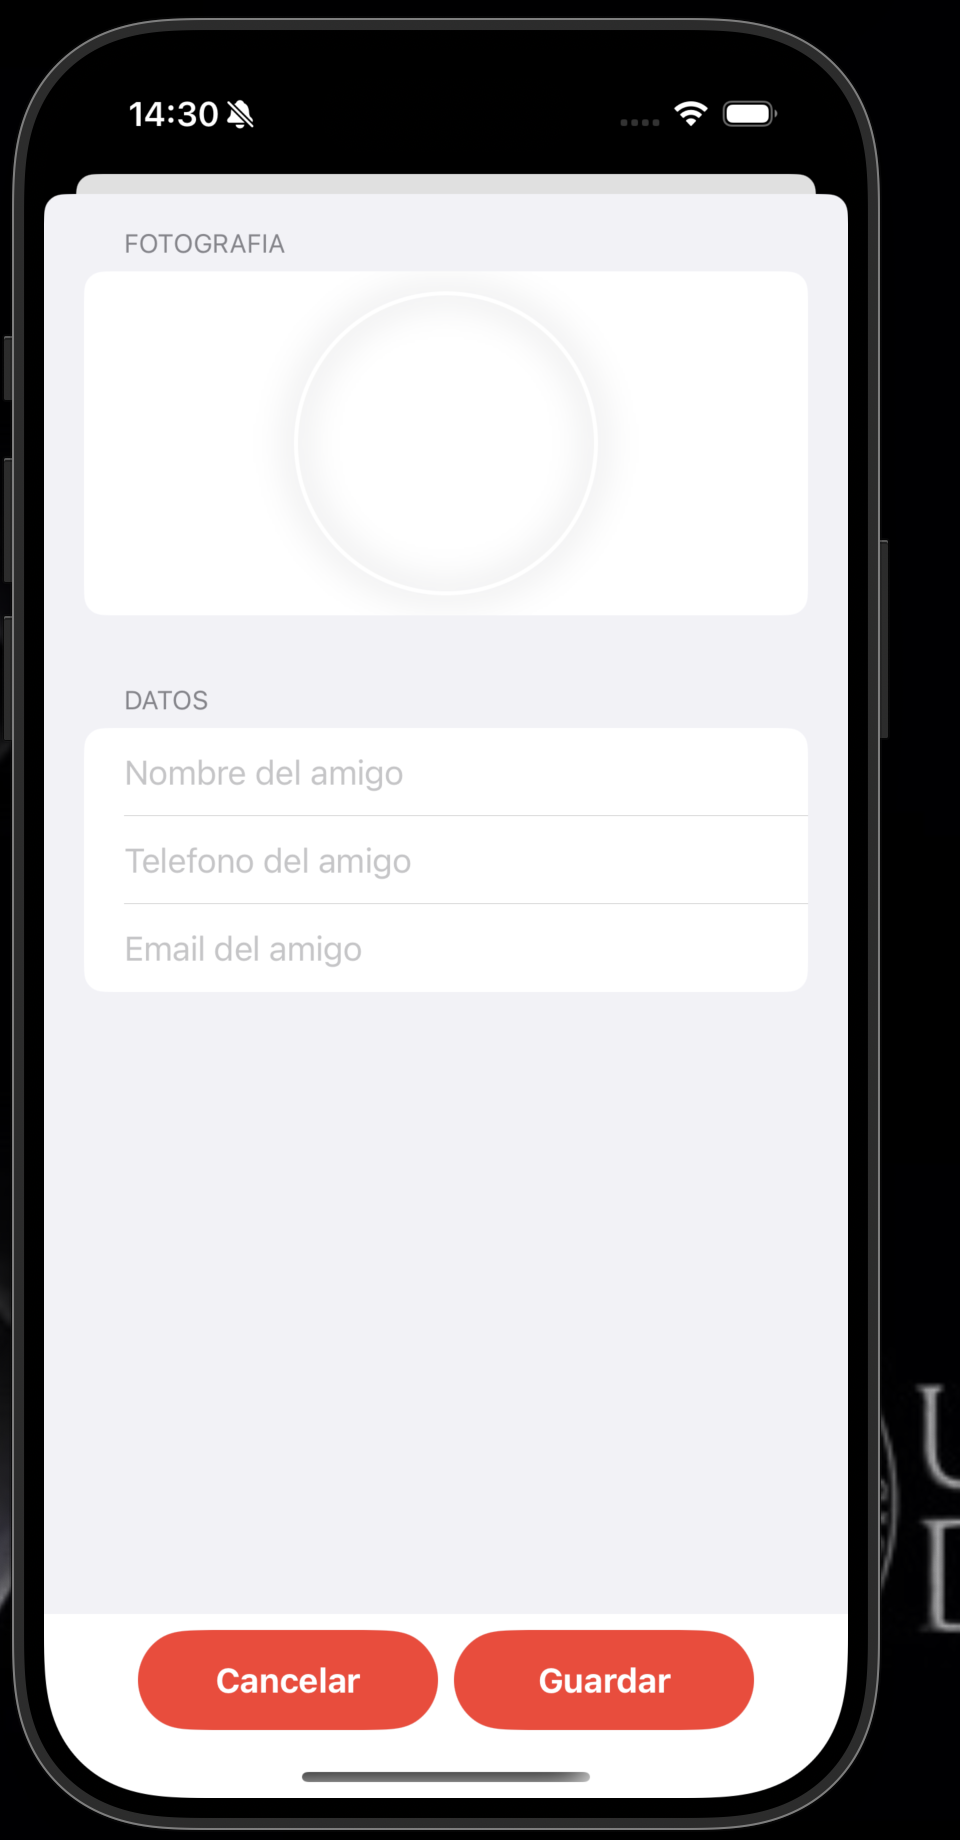 14:30
FOTOGRAFIA
DATOS
Nombre del amigo
Telefono del amigo
Email del amigo
Cancelar
Guardar